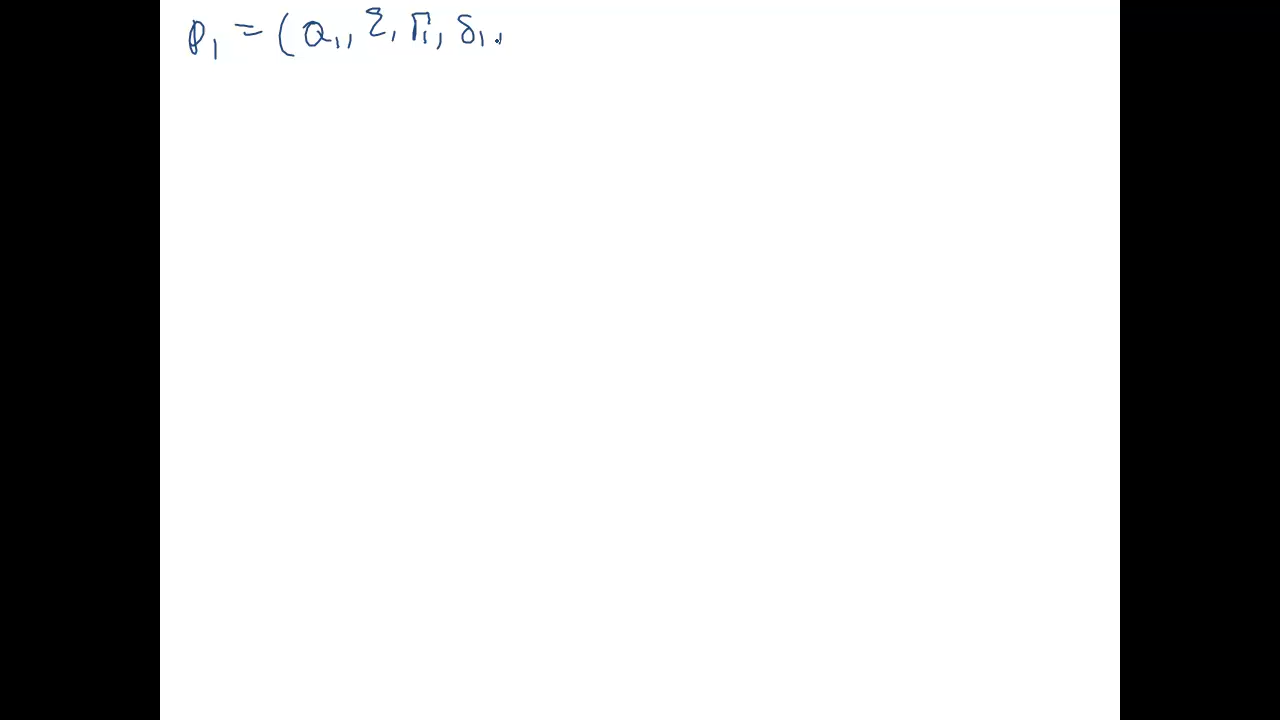 P₁ = (Q₁, Σ, Γ₁, δ₁,